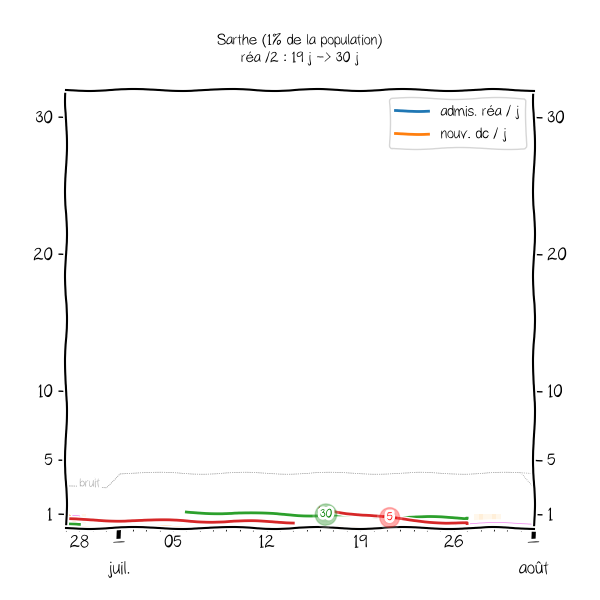 Sarthe (1% de la population)
réa /2 : 19 j -> 30 j
admis. réa / j
nouv. dc / j
30
30
20
20
10
10
5
5
bruit
1
30
5
1
28
05
12
19
26
juil.
août